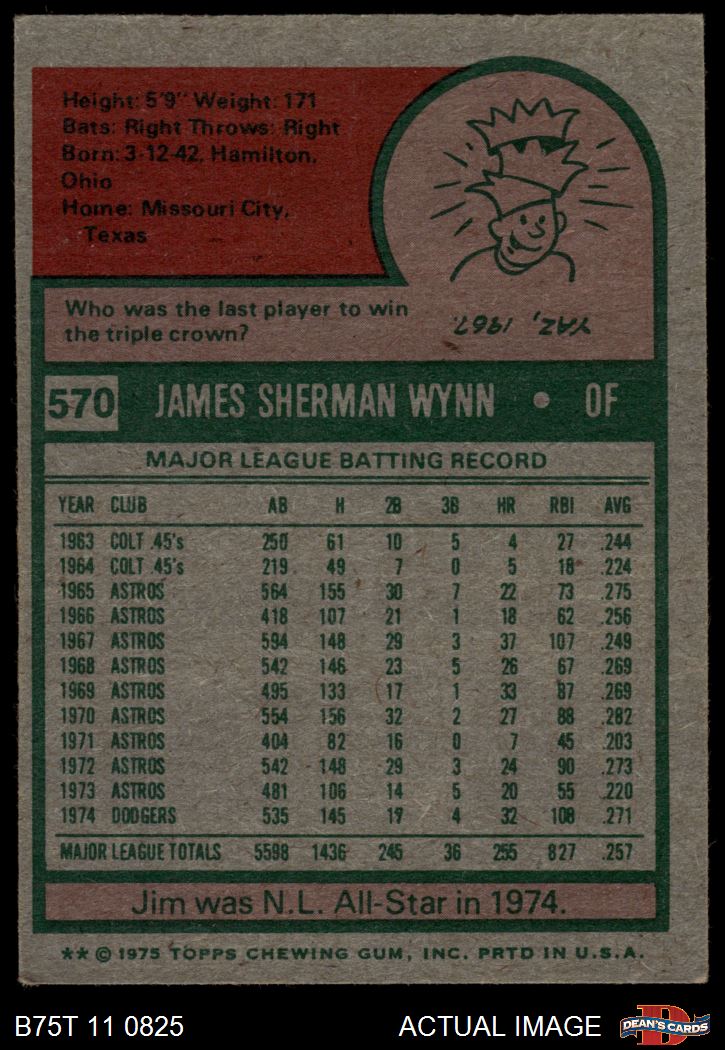 Height: 5'9" Weight: 171
Bats: Right Throws: Right
Born: 3-12-42, Hamilton,
Ohio
Home: Missouri City,
Texas
Who was the last player to win
the triple crown?
YAZ, 1967.
570 JAMES SHERMAN WYNN • OF
MAJOR LEAGUE BATTING RECORD
YEAR CLUB AB H 2B 3B HR RBI AVG
1963 COLT .45's 250 61 10 5 4 27 .244
1964 COLT .45's 219 49 7 0 5 18 .224
1965 ASTROS 564 155 30 7 22 73 .275
1966 ASTROS 418 107 21 1 18 62 .256
1967 ASTROS 594 148 29 3 37 107 .249
1968 ASTROS 542 146 23 5 26 67 .269
1969 ASTROS 495 133 17 1 33 87 .269
1970 ASTROS 554 156 32 2 27 88 .282
1971 ASTROS 404 82 16 0 7 45 .203
1972 ASTROS 542 148 29 3 24 90 .273
1973 ASTROS 481 106 14 5 20 55 .220
1974 DODGERS 535 145 17 4 32 108 .271
MAJOR LEAGUE TOTALS 5598 1436 245 36 255 827 .257
Jim was N.L. All-Star in 1974.
** © 1975 TOPPS CHEWING GUM, INC. PRTD IN U.S.A.
B75T 11 0825 ACTUAL IMAGE D DEAN'S CARDS